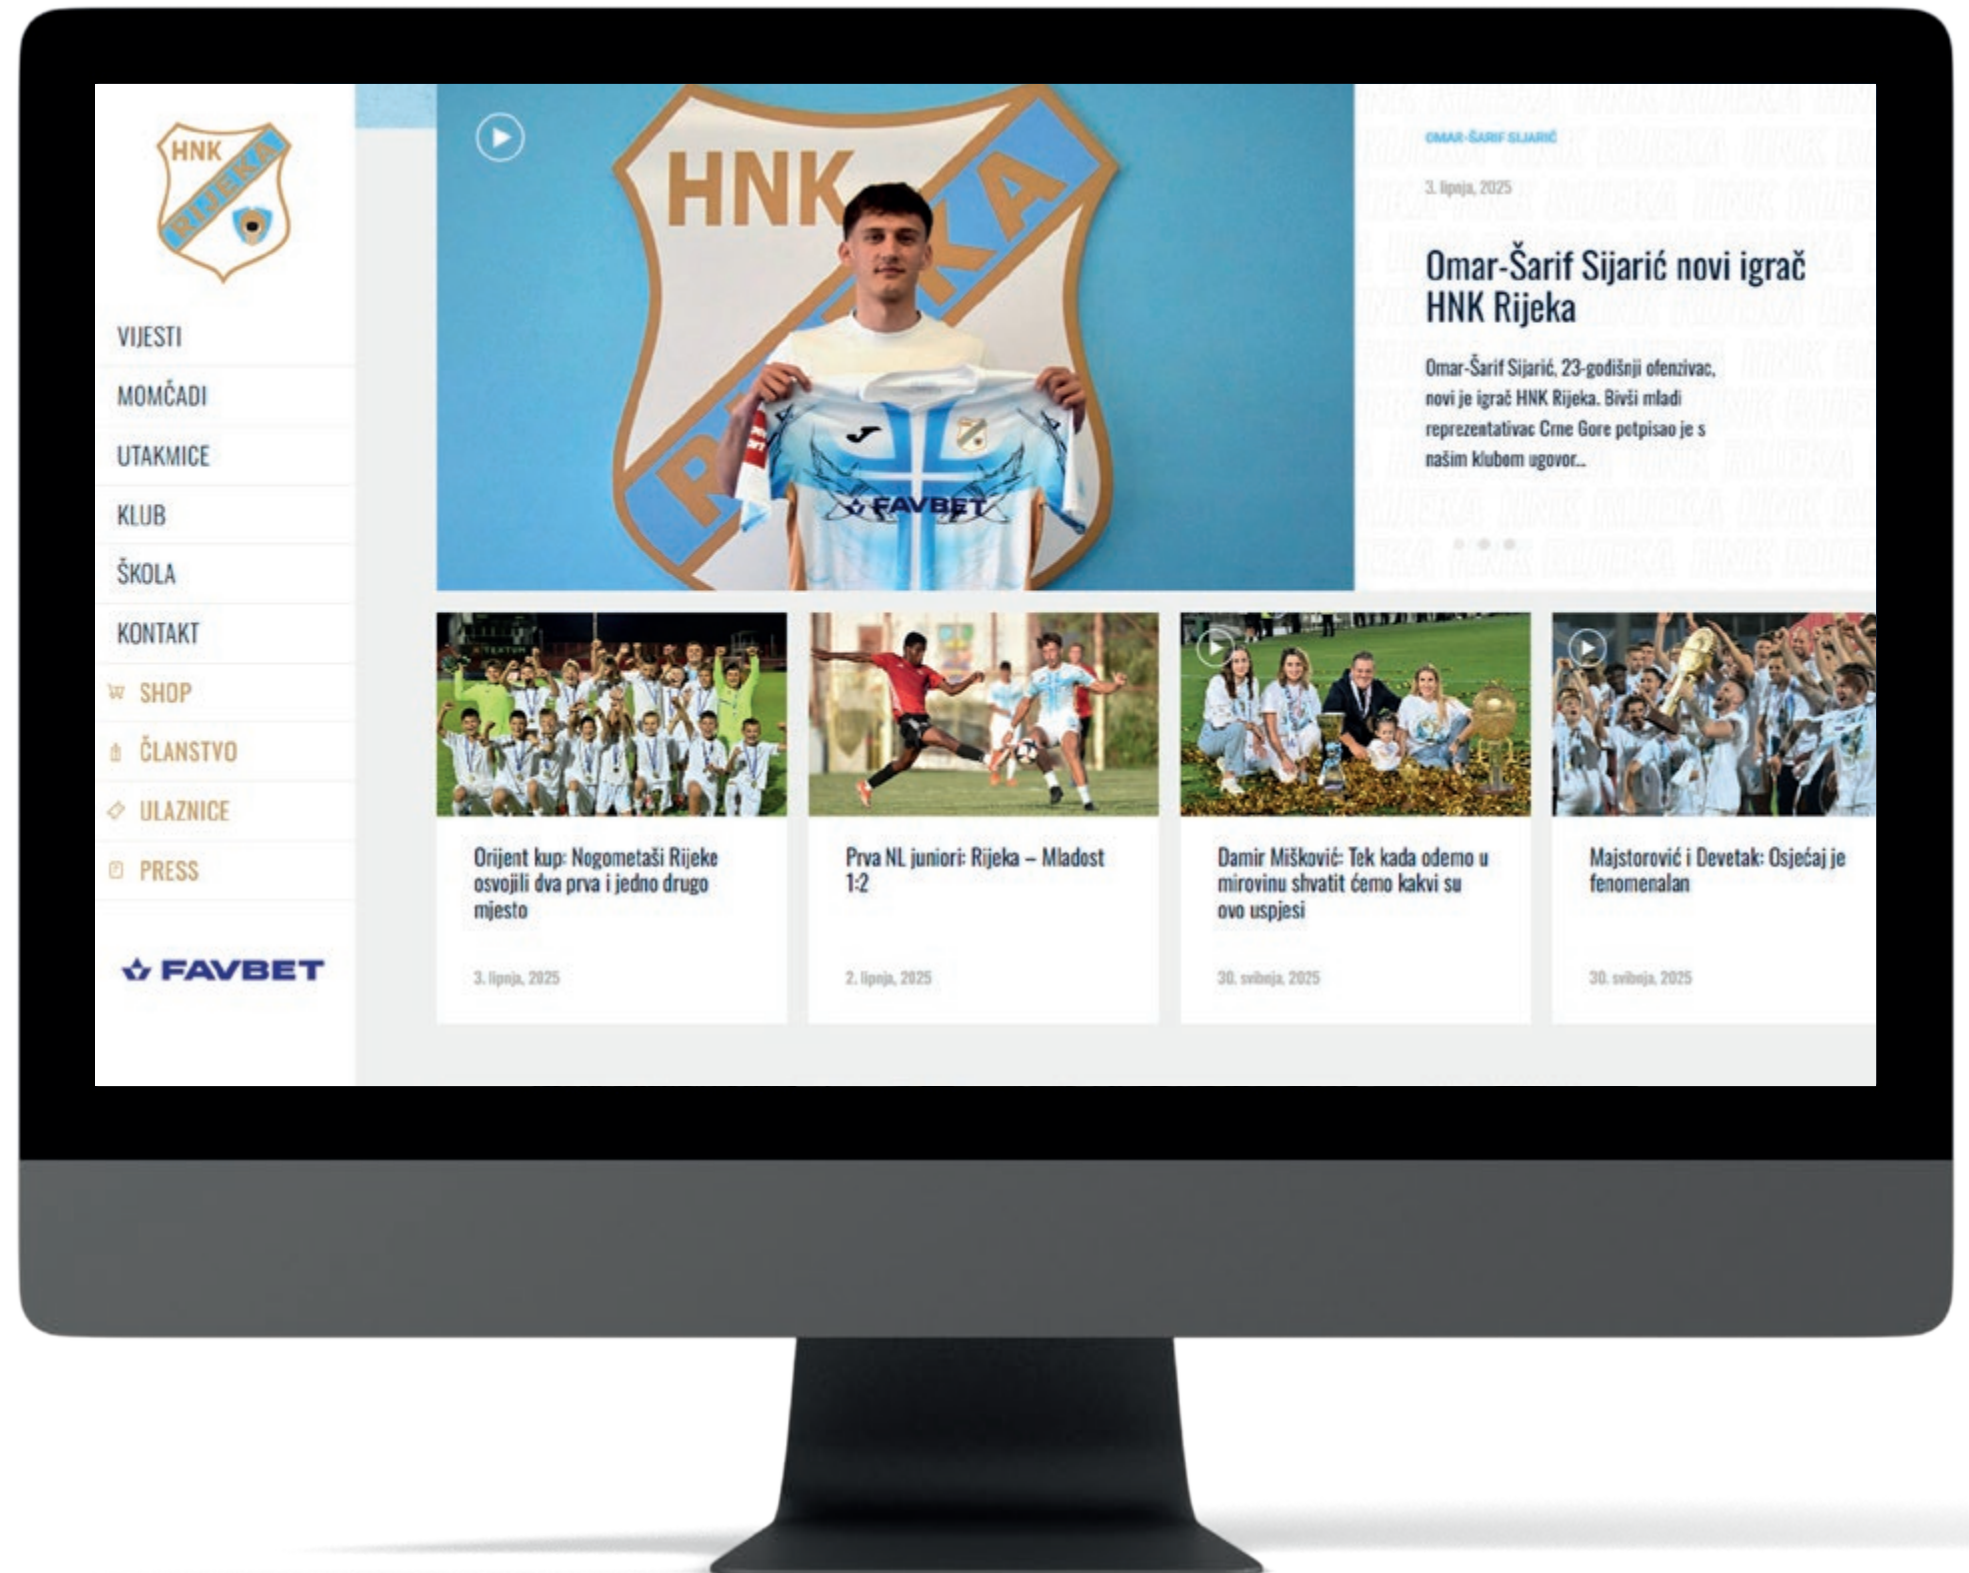 HNK
RIJEKA
VIJESTI
MOMČADI
UTAKMICE
KLUB
ŠKOLA
KONTAKT
SHOP
ČLANSTVO
ULAZNICE
PRESS
FAVBET
HNK
FAVBET
OMAR-ŠARIF SIJARIĆ
3. lipnja, 2025
Omar-Šarif Sijarić novi igrač
HNK Rijeka
Omar-Šarif Sijarić, 23-godišnji ofenzivac,
novi je igrač HNK Rijeka. Bivši mladi
reprezentativac Crne Gore potpisao je s
našim klubom ugovor...
Orijent kup: Nogometaši Rijeke
osvojili dva prva i jedno drugo
mjesto
3. lipnja, 2025
Prva NL juniori: Rijeka – Mladost
1:2
2. lipnja, 2025
Damir Mišković: Tek kada odemo u
mirovinu shvatit ćemo kakvi su
ovo uspjesi
30. svibnja, 2025
Majstorović i Devetak: Osjećaj je
fenomenalan
30. svibnja, 2025